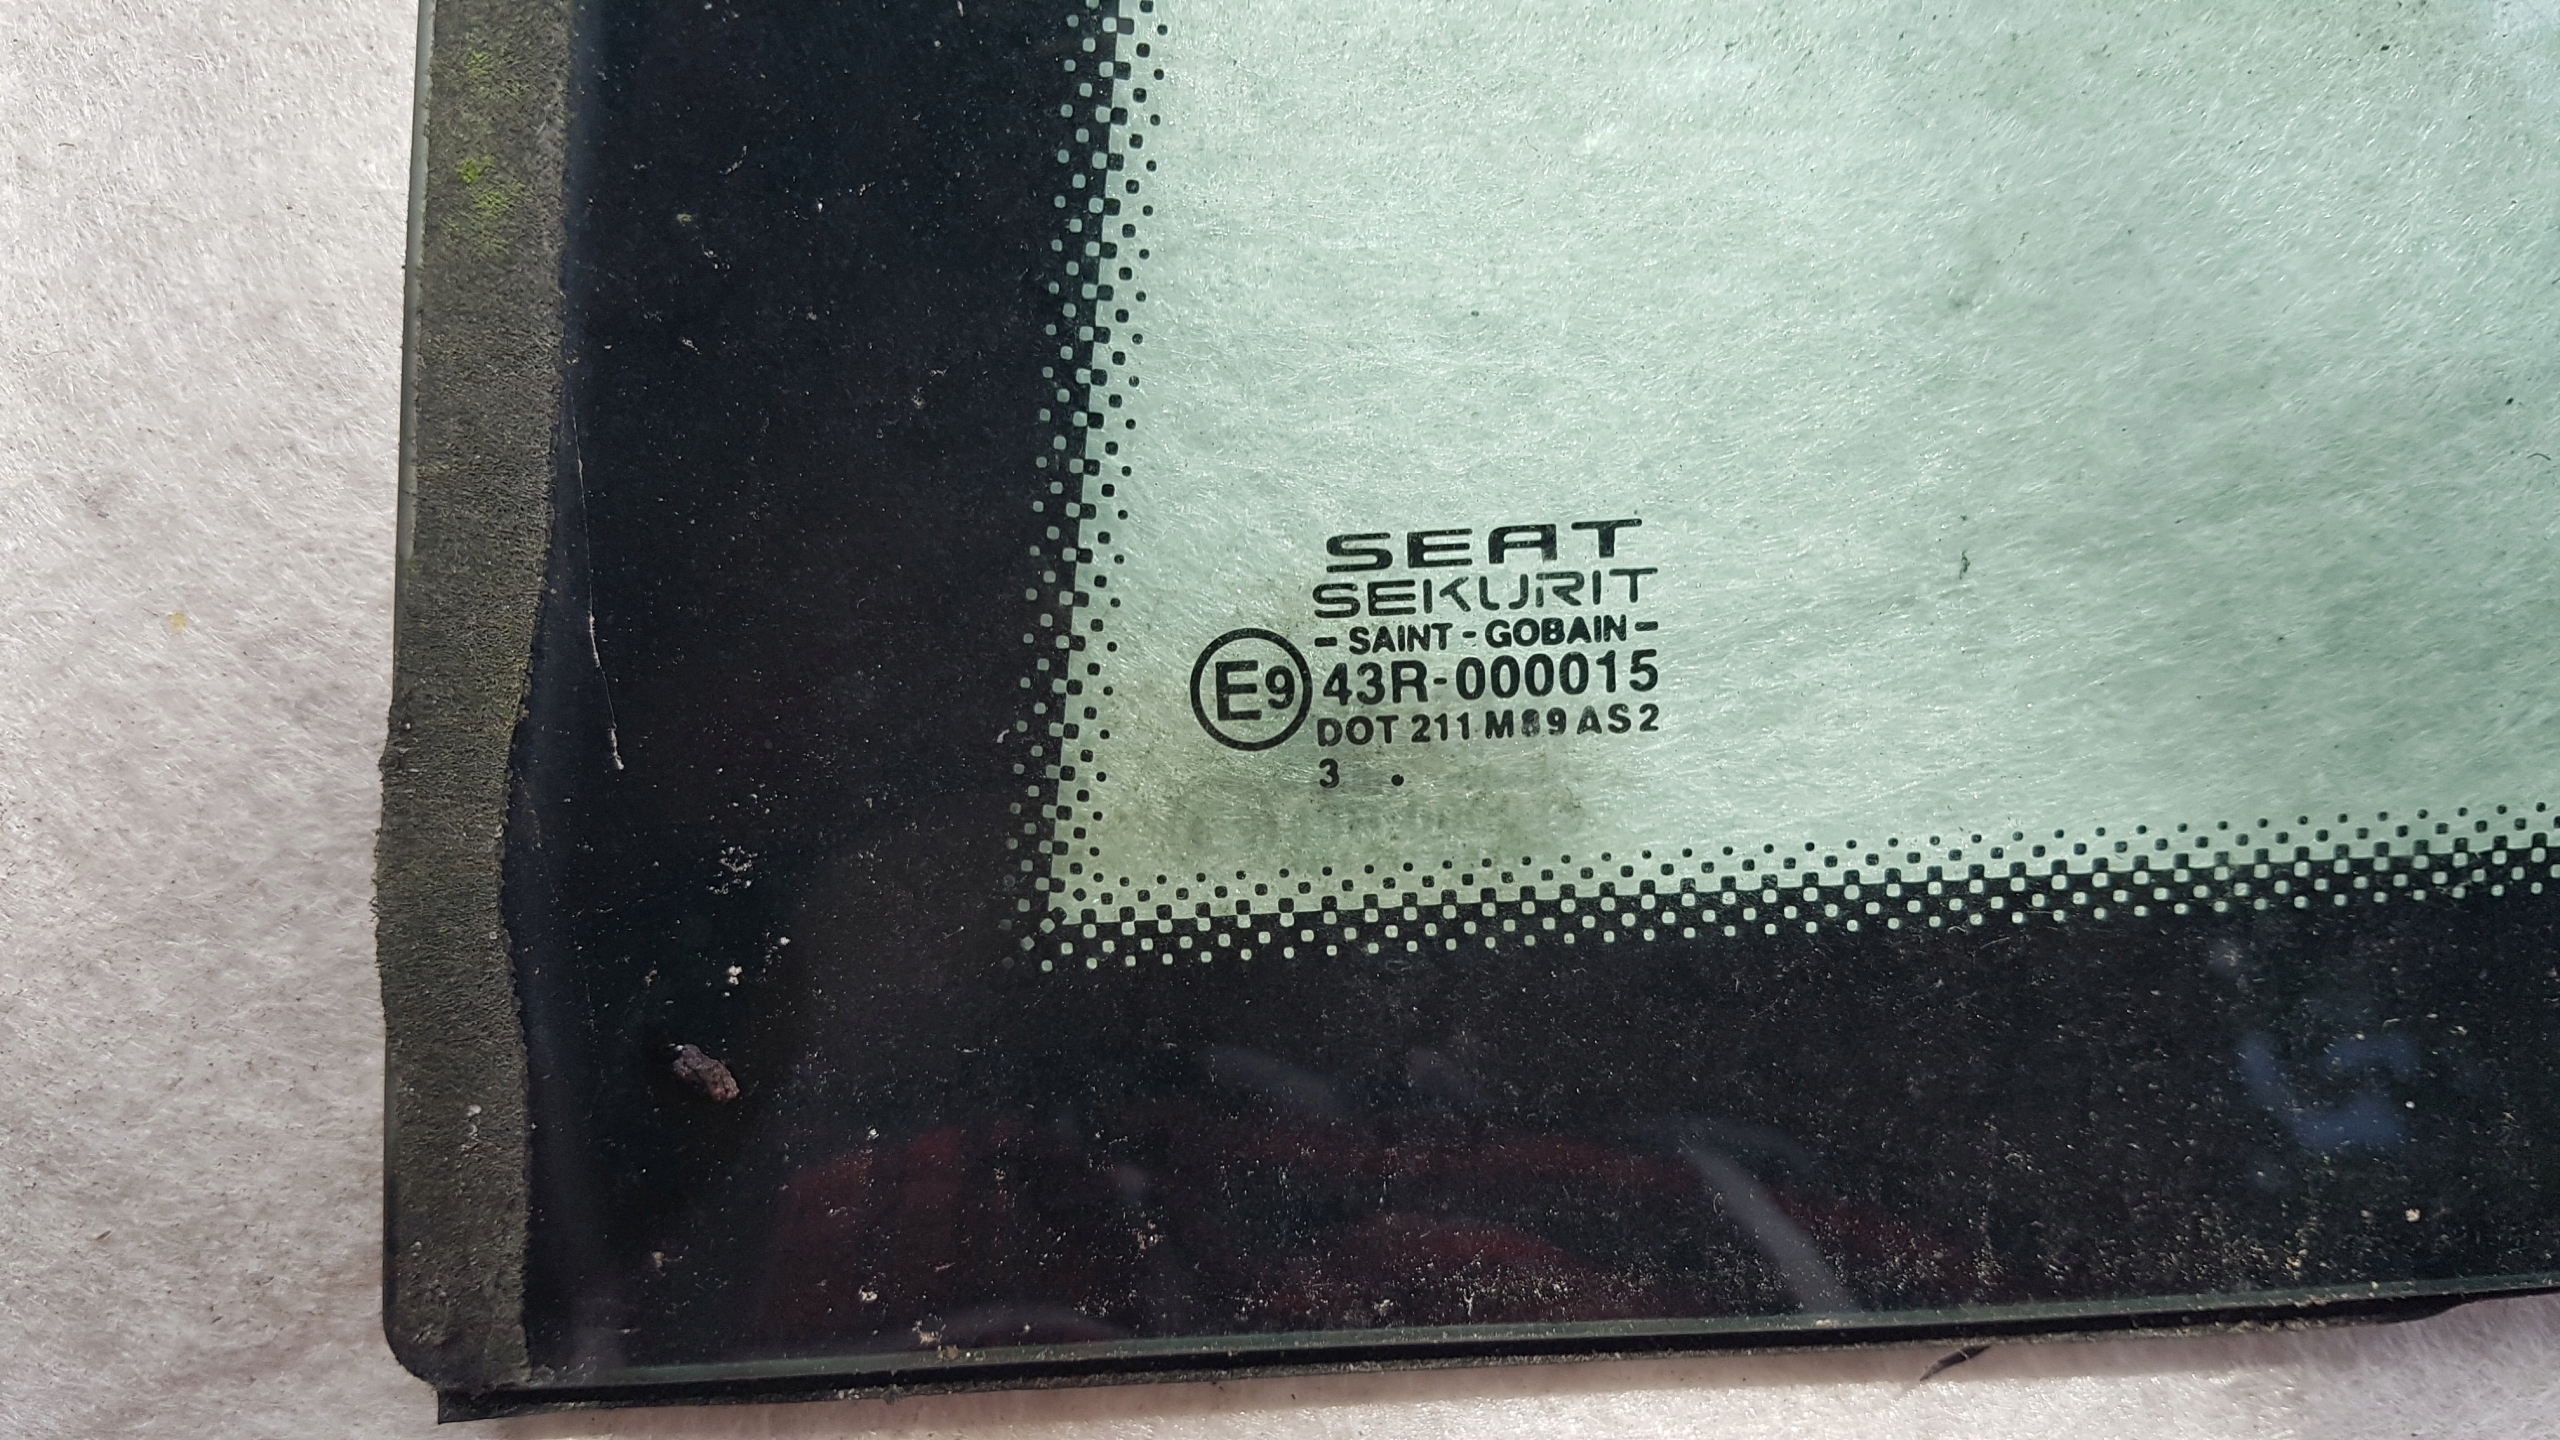 SEAT
SEKURIT
- SAINT - GOBAIN -
E9 43R-000015
DOT 211 M89 AS2
3 .